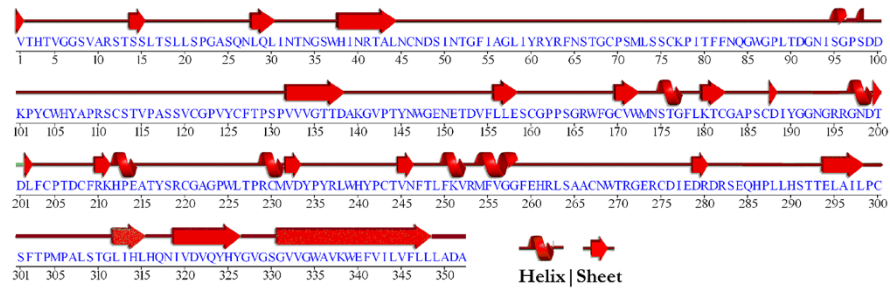 VTHTVGGSVARSTSSLTSLLSPGASQNLQLINTNGSWHINRTALNCNDSINTGFIAGLIYRYRFNSTGCPSMLSSCKPITFFNQGWGPLTDGNISGPSDD
1 5 10 15 20 25 30 35 40 45 50 55 60 65 70 75 80 85 90 95 100
KPYCWHYAPRSCSTVPASSVCGPVYCFTPSPVVVGTTDAKGVPTYNWGENETDVFLLESCGPPSGRWFGCVWMNSTGFLKTCGAPSCDIYGGNGRRGNDT
101 105 110 115 120 125 130 135 140 145 150 155 160 165 170 175 180 185 190 195 200
DLFCPTDCFRKHPEATYSRCGAGPWLTPRCMVDYPYRLWHYPCTVNFTLFKVRMFVGGFEHRLSAACNWTRGERCDIEDRDRSEQHPLLHSTTELAILPC
201 205 210 215 220 225 230 235 240 245 250 255 260 265 270 275 280 285 290 295 300
SFTPMPALSTGLIHLHQNIVDVQYHYGVGSGVVGWAVKWEFVILVFLLLADA
301 305 310 315 320 325 330 335 340 345 350
Helix|Sheet